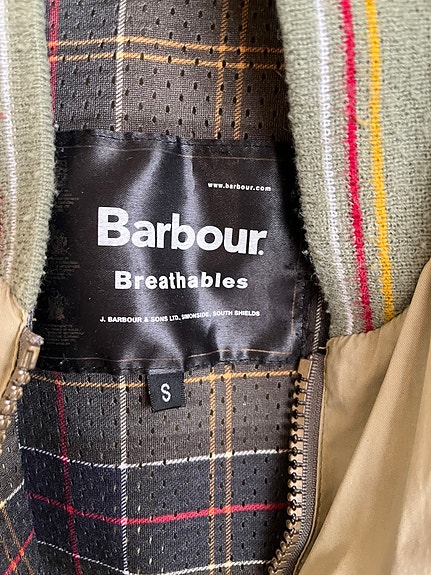 www.barbour.com
Barbour.
Breathables
J. BARBOUR & SONS LTD, SIMONSIDE, SOUTH SHIELDS
S